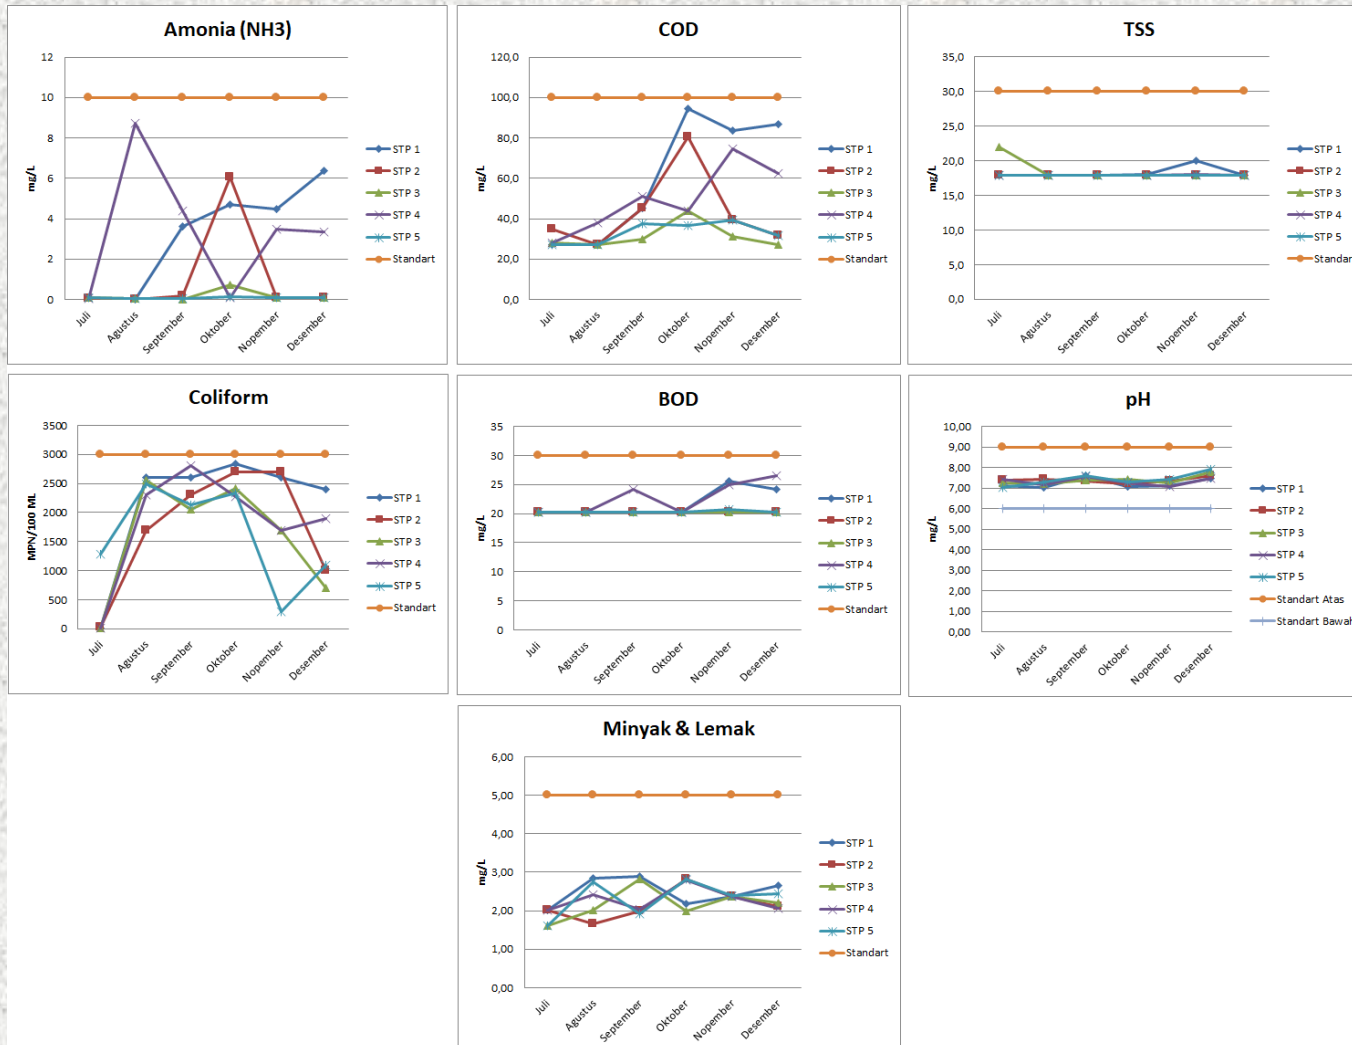 Amonia (NH3)
12
10
8
6
4
2
0
mg/L
Juli
Agustus
September
Oktober
Nopember
Desember
STP 1
STP 2
STP 3
STP 4
STP 5
Standart
COD
120,0
100,0
80,0
60,0
40,0
20,0
0,0
mg/L
Juli
Agustus
September
Oktober
Nopember
Desember
STP 1
STP 2
STP 3
STP 4
STP 5
Standart
TSS
35,0
30,0
25,0
20,0
15,0
10,0
5,0
0,0
mg/L
Juli
Agustus
September
Oktober
Nopember
Desember
STP 1
STP 2
STP 3
STP 4
STP 5
Standar
Coliform
3500
3000
2500
2000
1500
1000
500
0
MPN/100 ML
Juli
Agustus
September
Oktober
Nopember
Desember
STP 1
STP 2
STP 3
STP 4
STP 5
Standart
BOD
35
30
25
20
15
10
5
0
mg/L
Juli
Agustus
September
Oktober
Nopember
Desember
STP 1
STP 2
STP 3
STP 4
STP 5
Standart
pH
10,00
9,00
8,00
7,00
6,00
5,00
4,00
3,00
2,00
1,00
0,00
mg/L
Juli
Agustus
September
Oktober
Nopember
Desember
STP 1
STP 2
STP 3
STP 4
STP 5
Standart Atas
Standart Bawah
Minyak & Lemak
6,00
5,00
4,00
3,00
2,00
1,00
0,00
mg/L
Juli
Agustus
September
Oktober
Nopember
Desember
STP 1
STP 2
STP 3
STP 4
STP 5
Standart